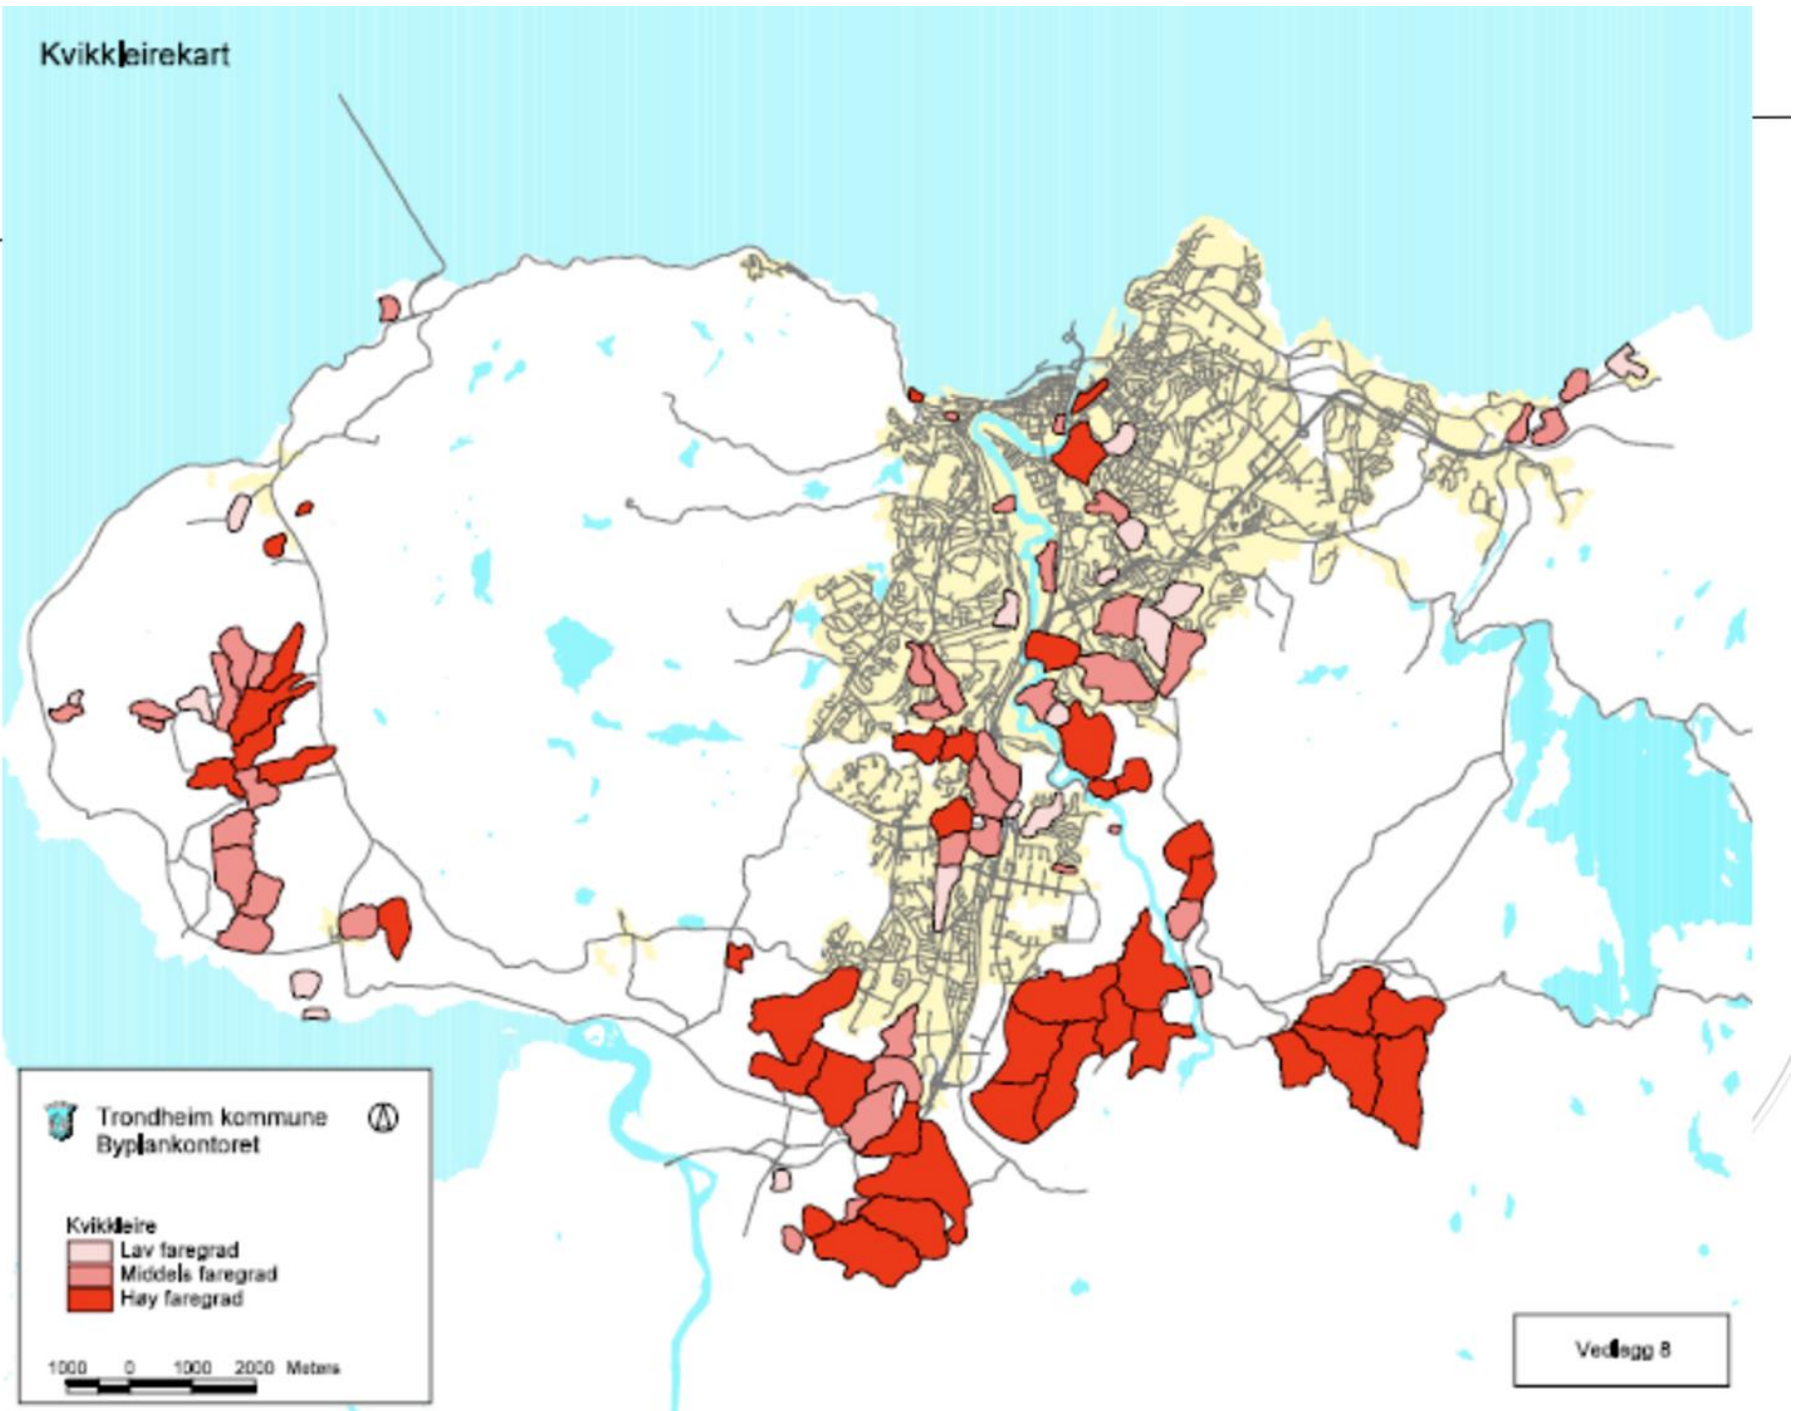 Kvikkleirekart
Trondheim kommune
Byplankontoret
Kvikkleire
Lav faregrad
Middels faregrad
Høy faregrad
1000 0 1000 2000 Meters
Vedlegg 8